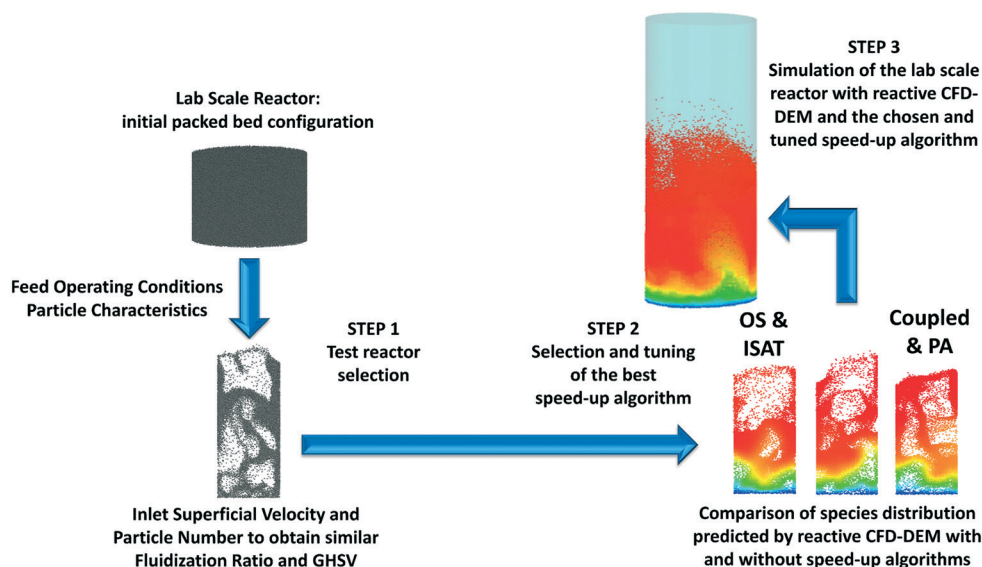 Lab Scale Reactor:
initial packed bed configuration
Feed Operating Conditions
Particle Characteristics
STEP 1
Test reactor
selection
Inlet Superficial Velocity and
Particle Number to obtain similar
Fluidization Ratio and GHSV
STEP 2
Selection and tuning
of the best
speed-up algorithm
OS &
ISAT
Coupled
& PA
Comparison of species distribution
predicted by reactive CFD-DEM with
and without speed-up algorithms
STEP 3
Simulation of the lab scale
reactor with reactive CFD-
DEM and the chosen and
tuned speed-up algorithm